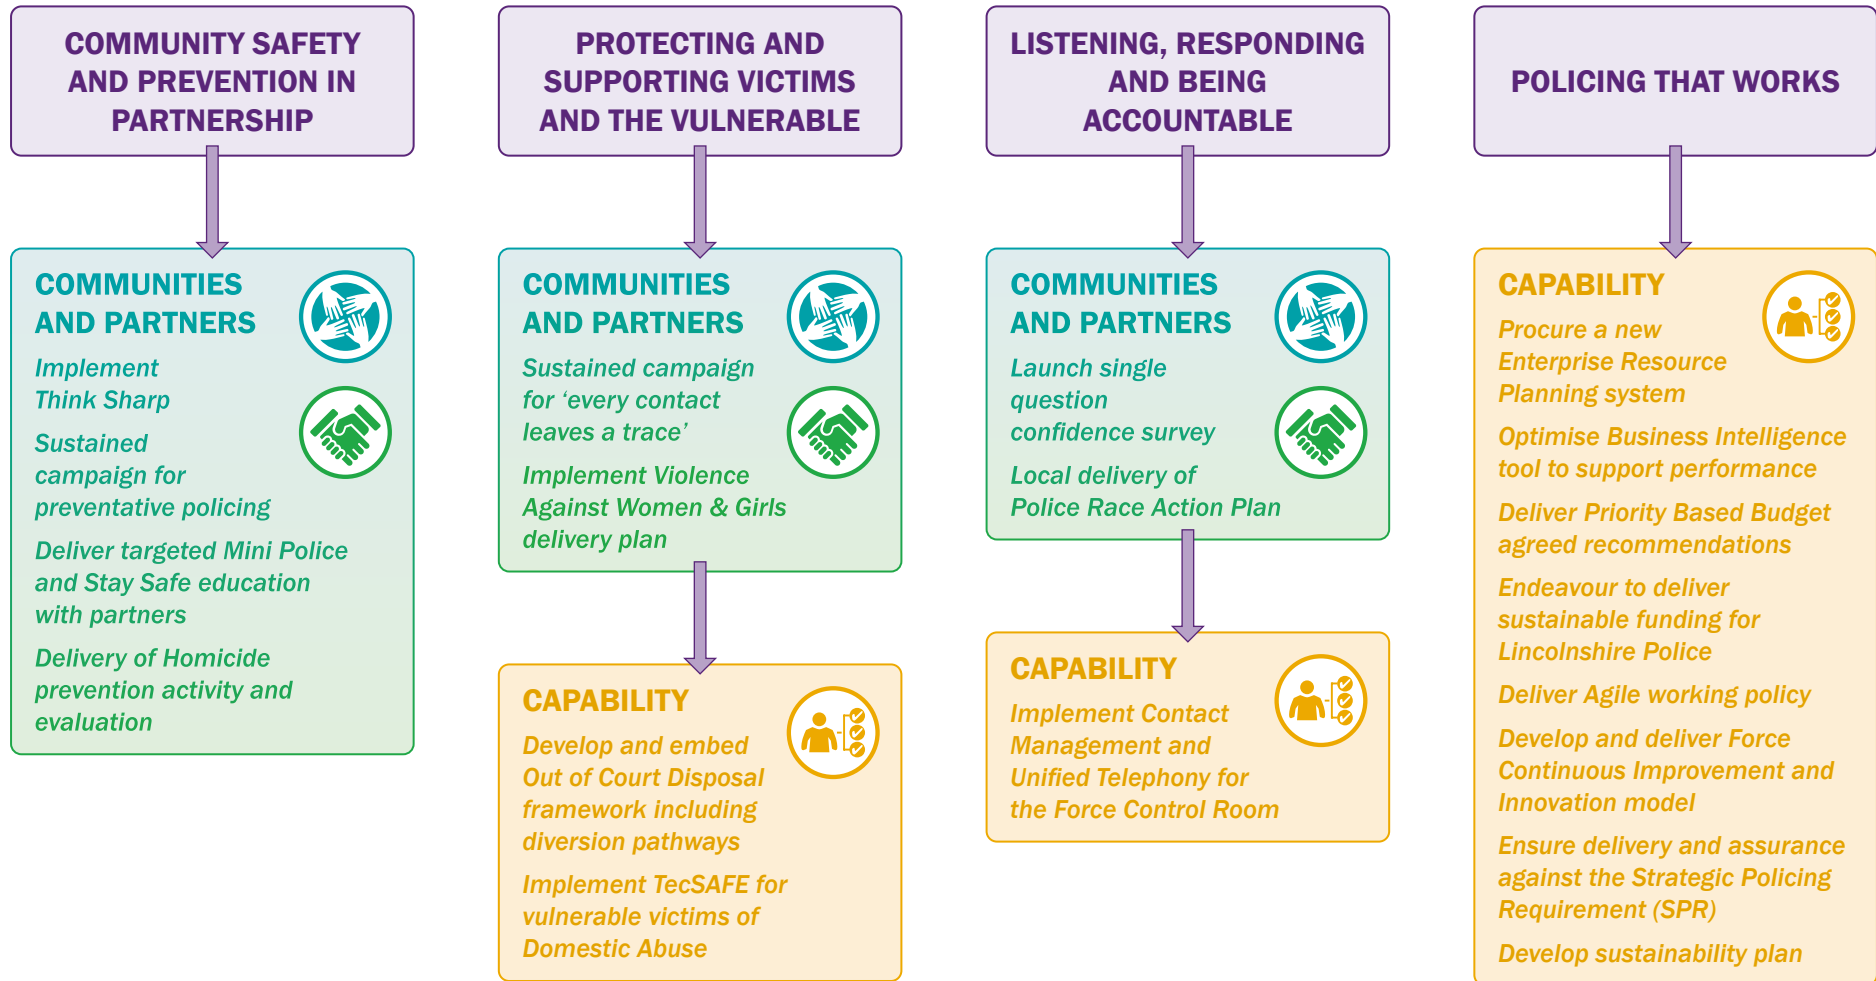 COMMUNITY SAFETY
AND PREVENTION IN
PARTNERSHIP
COMMUNITIES
AND PARTNERS
Implement
Think Sharp
Sustained
campaign for
preventative policing
Deliver targeted Mini Police
and Stay Safe education
with partners
Delivery of Homicide
prevention activity and
evaluation
PROTECTING AND
SUPPORTING VICTIMS
AND THE VULNERABLE
COMMUNITIES
AND PARTNERS
Sustained campaign
for ‘every contact
leaves a trace’
Implement Violence
Against Women & Girls
delivery plan
CAPABILITY
Develop and embed
Out of Court Disposal
framework including
diversion pathways
Implement TecSAFE for
vulnerable victims of
Domestic Abuse
LISTENING, RESPONDING
AND BEING
ACCOUNTABLE
COMMUNITIES
AND PARTNERS
Launch single
question
confidence survey
Local delivery of
Police Race Action Plan
CAPABILITY
Implement Contact
Management and
Unified Telephony for
the Force Control Room
POLICING THAT WORKS
CAPABILITY
Procure a new
Enterprise Resource
Planning system
Optimise Business Intelligence
tool to support performance
Deliver Priority Based Budget
agreed recommendations
Endeavour to deliver
sustainable funding for
Lincolnshire Police
Deliver Agile working policy
Develop and deliver Force
Continuous Improvement and
Innovation model
Ensure delivery and assurance
against the Strategic Policing
Requirement (SPR)
Develop sustainability plan